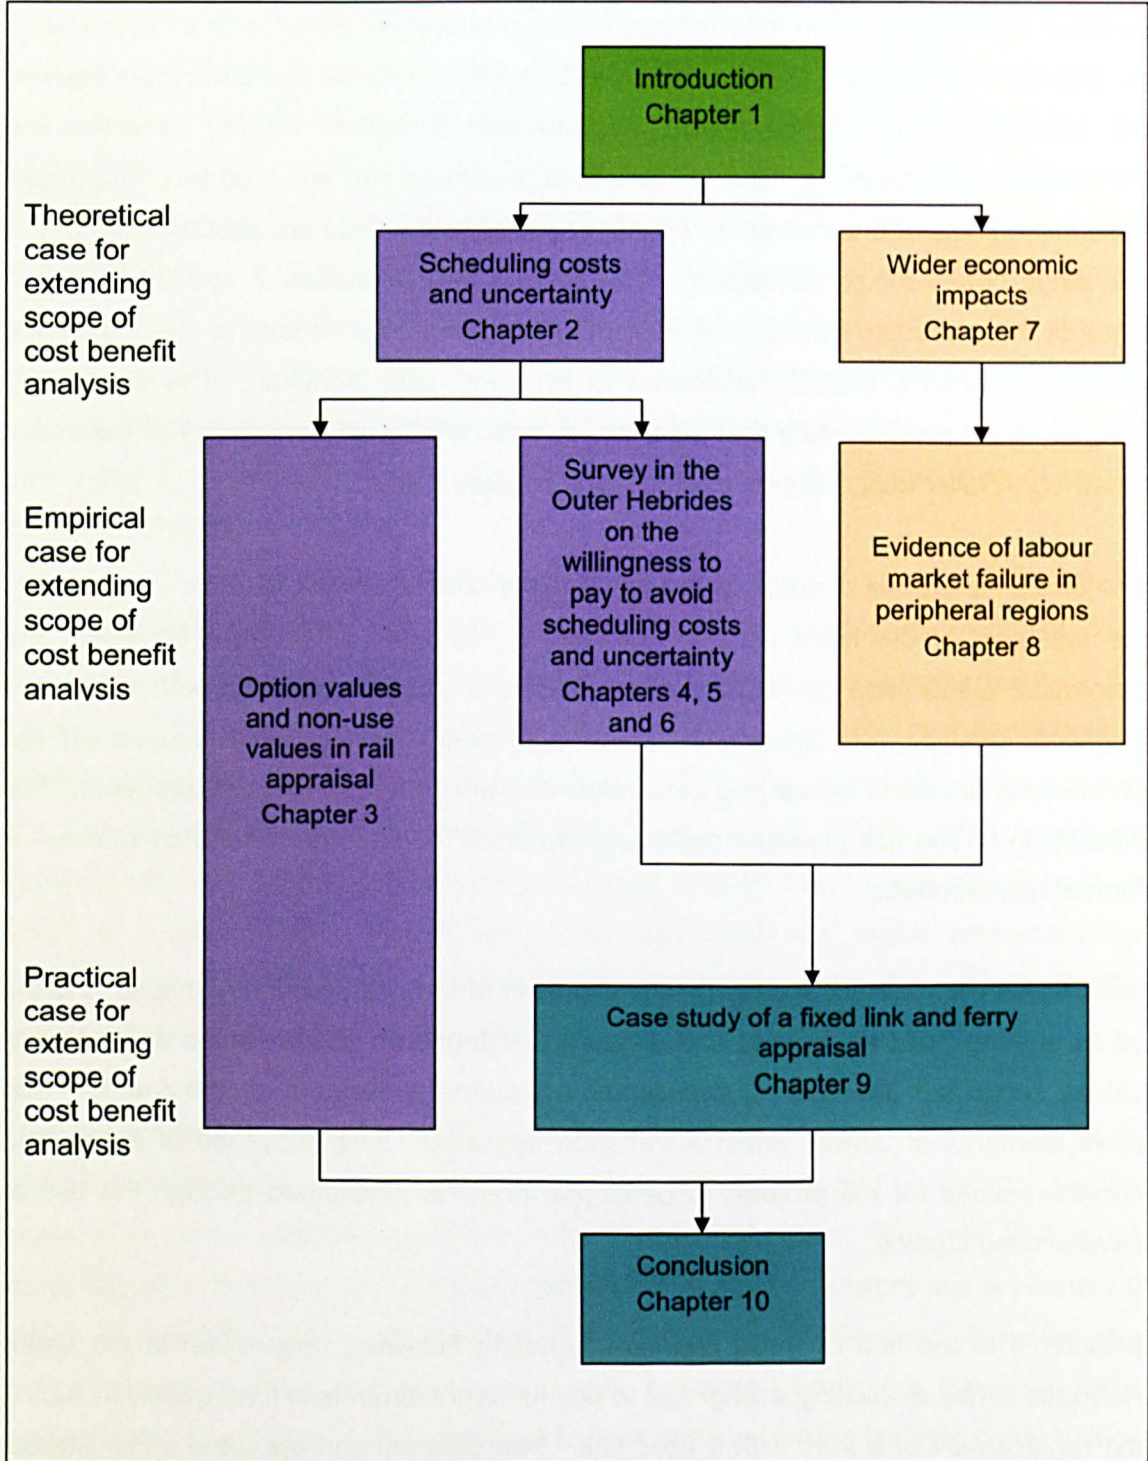 Introduction
Chapter 1
Theoretical
case for
extending
scope of
cost benefit
analysis
Scheduling costs
and uncertainty
Chapter 2
Wider economic
impacts
Chapter 7
Empirical
case for
extending
scope of
cost benefit
analysis
Option values
and non-use
values in rail
appraisal
Chapter 3
Survey in the
Outer Hebrides
on the
willingness to
pay to avoid
scheduling costs
and uncertainty
Chapters 4, 5
and 6
Evidence of labour
market failure in
peripheral regions
Chapter 8
Practical
case for
extending
scope of
cost benefit
analysis
Case study of a fixed link and ferry
appraisal
Chapter 9
Conclusion
Chapter 10